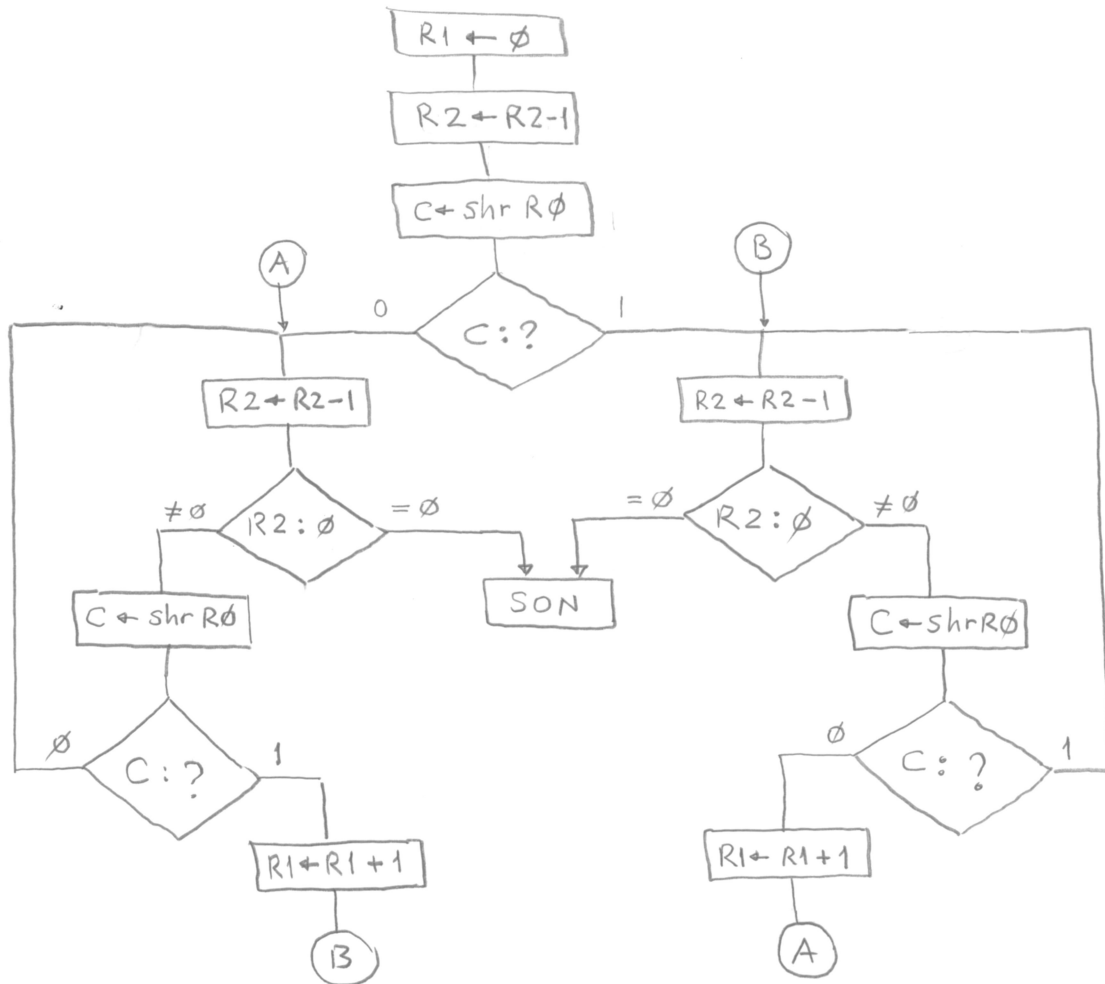 R1 ← ∅
R2 ← R2-1
C ← shr R∅
A
B
0
1
C : ?
R2 ← R2-1
R2 ← R2-1
≠ ∅
R2 : ∅
= ∅
= ∅
R2 : ∅
≠ ∅
SON
C ← shr R∅
C ← shr R∅
∅
C : ?
1
∅
C : ?
1
R1 ← R1 + 1
R1 ← R1 + 1
B
A